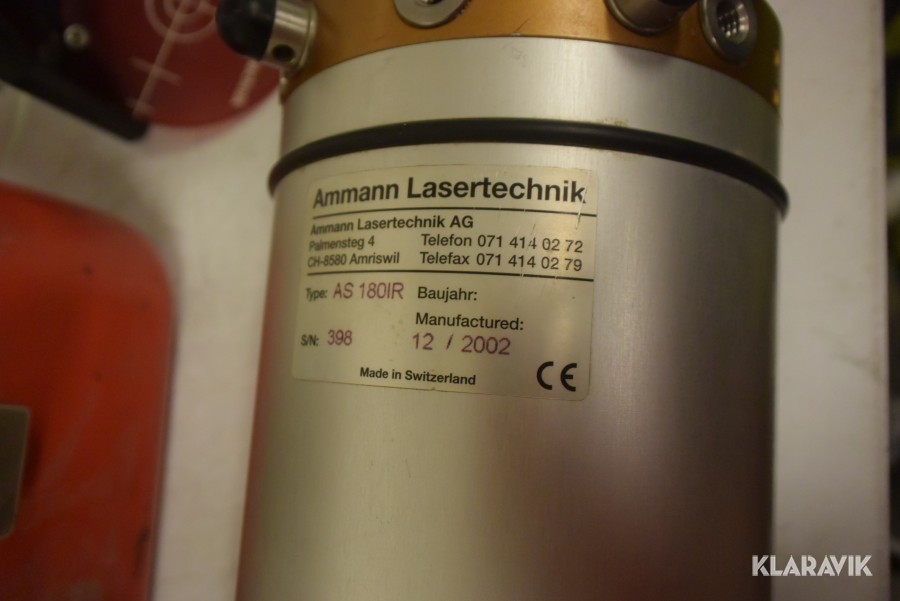 Ammann Lasertechnik
Ammann Lasertechnik AG
Palmensteg 4 Telefon 071 414 02 72
CH-8580 Amriswil Telefax 071 414 02 79
Type: AS 180IR Baujahr:
Manufactured:
S/N: 398 12 / 2002
Made in Switzerland CE
KLARAVIK